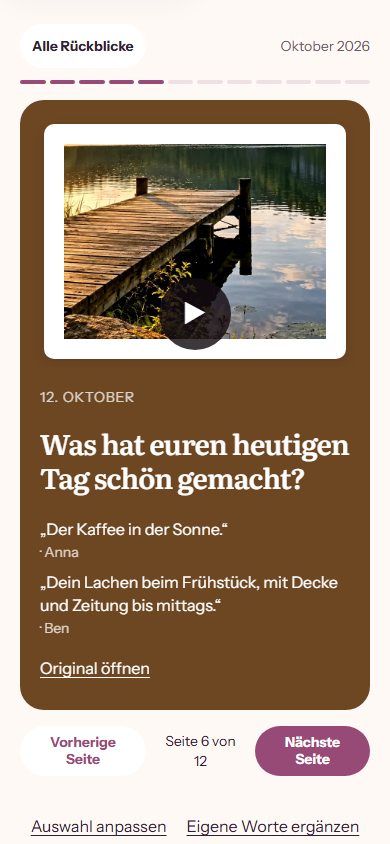 Alle Rückblicke
Oktober 2026
12. OKTOBER
Was hat euren heutigen
Tag schön gemacht?
„Der Kaffee in der Sonne.“
· Anna
„Dein Lachen beim Frühstück, mit Decke
und Zeitung bis mittags.“
· Ben
Original öffnen
Vorherige
Seite
Seite 6 von
12
Nächste
Seite
Auswahl anpassen
Eigene Worte ergänzen